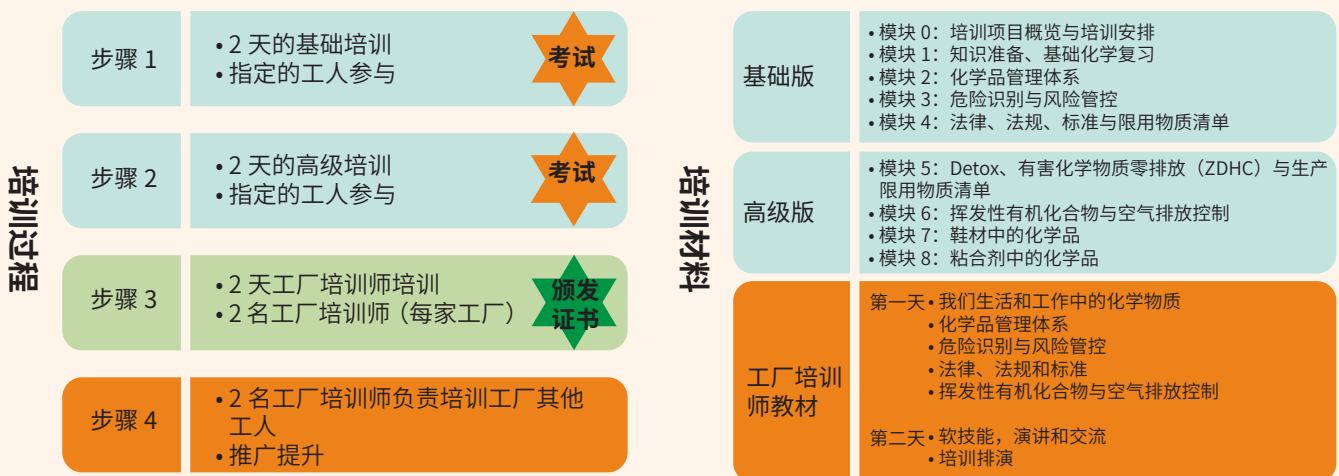 培训过程
步骤 1
• 2 天的基础培训
• 指定的工人参与
考试
步骤 2
• 2 天的高级培训
• 指定的工人参与
考试
步骤 3
• 2 天工厂培训师培训
• 2 名工厂培训师（每家工厂）
颁发
证书
步骤 4
• 2 名工厂培训师负责培训工厂其他
工人
• 推广提升
培训材料
基础版
• 模块 0：培训项目概览与培训安排
• 模块 1：知识准备、基础化学复习
• 模块 2：化学品管理体系
• 模块 3：危险识别与风险管控
• 模块 4：法律、法规、标准与限用物质清单
高级版
• 模块 5：Detox、有害化学物质零排放（ZDHC）与生产
限用物质清单
• 模块 6：挥发性有机化合物与空气排放控制
• 模块 7：鞋材中的化学品
• 模块 8：粘合剂中的化学品
工厂培训
师教材
第一天 • 我们生活和工作中的化学物质
• 化学品管理体系
• 危险识别与风险管控
• 法律、法规和标准
• 挥发性有机化合物与空气排放控制
第二天 • 软技能，演讲和交流
• 培训排演